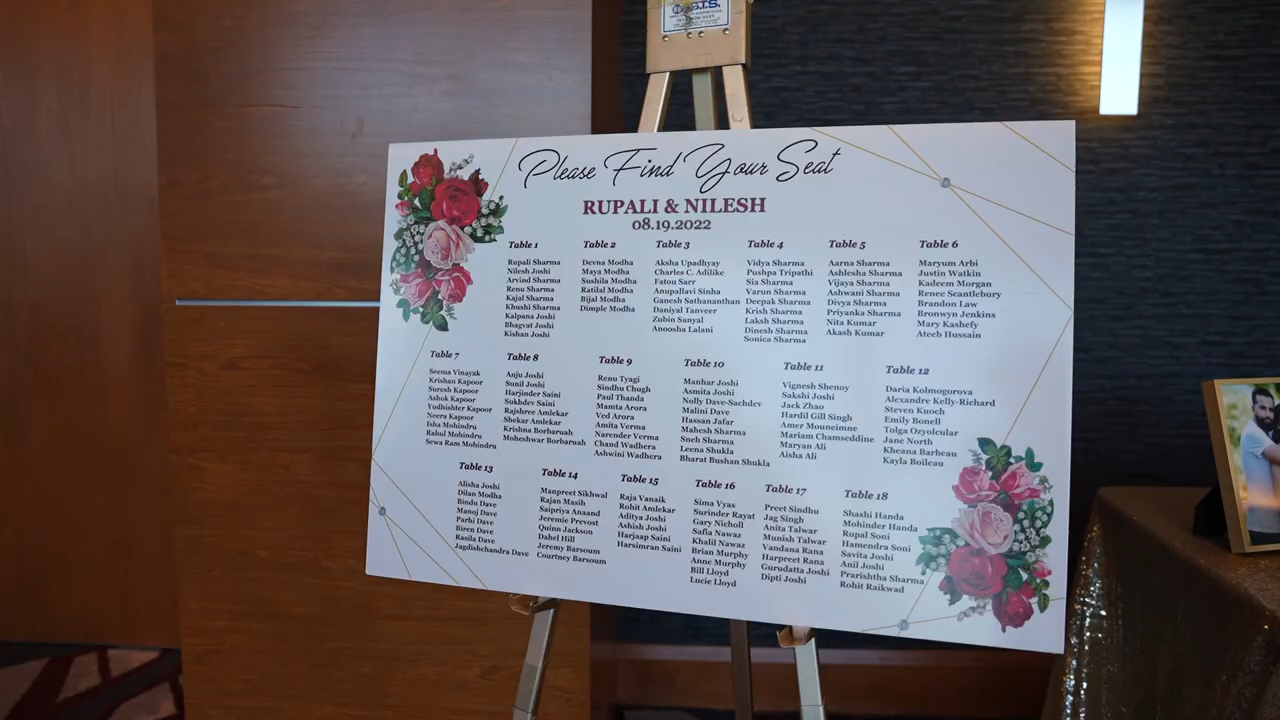 Please Find Your Seat
RUPALI & NILESH
08.19.2022
Table 1
Rupali Sharma
Nilesh Joshi
Arvind Sharma
Renu Sharma
Kajal Sharma
Khushi Sharma
Kalpana Joshi
Bhagvat Joshi
Kishan Joshi
Table 2
Devna Modha
Maya Modha
Sushila Modha
Ratilal Modha
Bijal Modha
Dimple Modha
Table 3
Aksha Upadhyay
Charles C. Adilike
Fatou Sarr
Anupallavi Sinha
Ganesh Sathananthan
Daniyal Tanveer
Zubin Sanyal
Anoosha Lalani
Table 4
Vidya Sharma
Pushpa Tripathi
Sia Sharma
Varun Sharma
Deepak Sharma
Krish Sharma
Laksh Sharma
Dinesh Sharma
Sonica Sharma
Table 5
Aarna Sharma
Ashlesha Sharma
Vijaya Sharma
Ashwani Sharma
Divya Sharma
Priyanka Sharma
Nita Kumar
Akash Kumar
Table 6
Maryum Arbi
Justin Watkin
Kadeem Morgan
Renee Scantlebury
Brandon Law
Bronwyn Jenkins
Mary Kashefy
Ateeb Hussain
Table 7
Seema Vinayak
Krishan Kapoor
Suresh Kapoor
Ashok Kapoor
Yudhishter Kapoor
Neera Kapoor
Isha Mohindru
Rahul Mohindru
Sewa Ram Mohindru
Table 8
Anju Joshi
Sunil Joshi
Harjinder Saini
Sukhdev Saini
Rajshree Amlekar
Shekar Amlekar
Krishna Borbaruah
Moheshwar Borbaruah
Table 9
Renu Tyagi
Sindhu Chugh
Paul Thanda
Mamta Arora
Ved Arora
Amita Verma
Narender Verma
Chand Wadhera
Ashwini Wadhera
Table 10
Manhar Joshi
Asmita Joshi
Nolly Dave-Sachdev
Malini Dave
Hassan Jafar
Mahesh Sharma
Sneh Sharma
Leena Shukla
Bharat Bushan Shukla
Table 11
Vignesh Shenoy
Sakshi Joshi
Jack Zhao
Hardil Gill Singh
Amer Mouneimne
Mariam Chamseddine
Maryan Ali
Aisha Ali
Table 12
Daria Kolmogorova
Alexandre Kelly-Richard
Steven Kuoch
Emily Bonell
Tolga Ozyolcular
Jane North
Kheana Barbeau
Kayla Boileau
Table 13
Alisha Joshi
Dilan Modha
Bindu Dave
Manoj Dave
Parhi Dave
Biren Dave
Rasila Dave
Jagdishchandra Dave
Table 14
Manpreet Sikhwal
Rajan Masih
Saipriya Anaand
Jeremie Prevost
Quinn Jackson
Dahel Hill
Jeremy Barsoum
Courtney Barsoum
Table 15
Raja Vanaik
Rohit Amlekar
Aditya Joshi
Ashish Joshi
Harjaap Saini
Harsimran Saini
Table 16
Sima Vyas
Surinder Rayat
Gary Nicholl
Safia Nawaz
Khalil Nawaz
Brian Murphy
Anne Murphy
Bill Lloyd
Lucie Lloyd
Table 17
Preet Sindhu
Jag Singh
Anita Talwar
Munish Talwar
Vandana Rana
Harpreet Rana
Gurudatta Joshi
Dipti Joshi
Table 18
Shashi Handa
Mohinder Handa
Rupal Soni
Hamendra Soni
Savita Joshi
Anil Joshi
Prarishtha Sharma
Rohit Raikwad